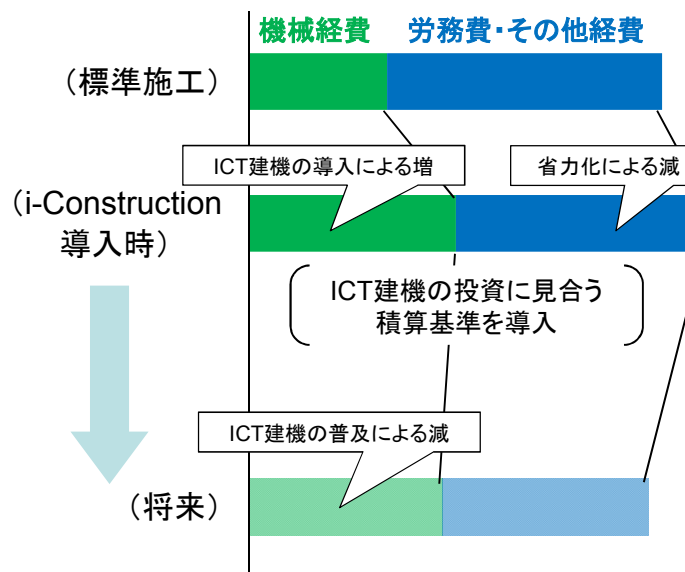 機械経費 労務費・その他経費
（標準施工）
ICT建機の導入による増 省力化による減
（i-Construction
導入時）
ICT建機の投資に見合う
積算基準を導入
ICT建機の普及による減
（将来）